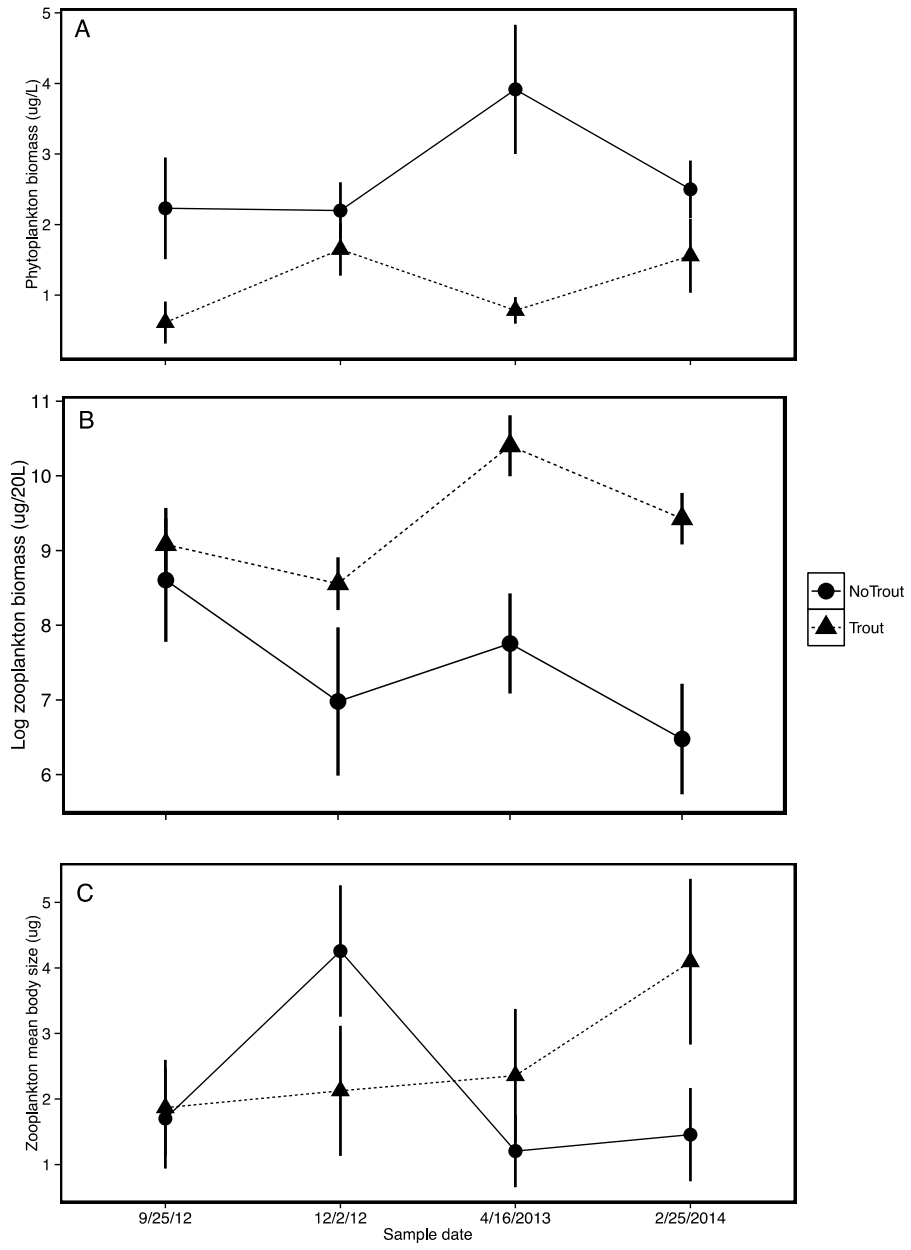 A
Phytoplankton biomass (ug/L)
5
4
3
2
1
B
Log zooplankton biomass (ug/20L)
11
10
9
8
7
6
NoTrout
Trout
C
Zooplankton mean body size (ug)
5
4
3
2
1
9/25/12 12/2/12 4/16/2013 2/25/2014
Sample date